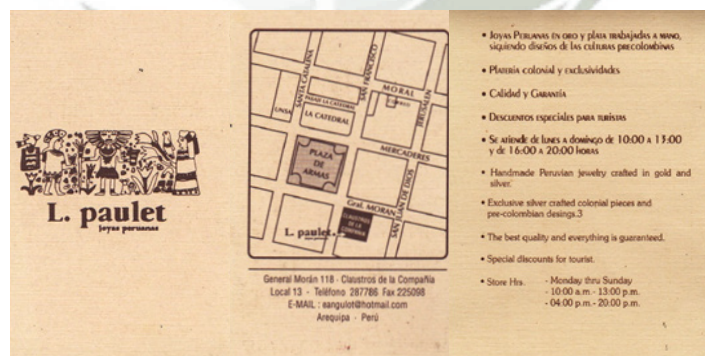 L. paulet
joyas peruanas
SANTA CATALINA
SAN FRANCISCO
MORAL
JERUSALEN
UNSA
PASAJE LA CATEDRAL
LA CATEDRAL
MERCADERES
PLAZA
DE
ARMAS
Gral. MORAN
SAN JUAN DE DIOS
CLAUSTROS
DE LA
COMPAÑIA
L. paulet
General Morán 118 - Claustros de la Compañía
Local 13 - Teléfono 287786 Fax 225098
E-MAIL : eangulot@hotmail.com
Arequipa - Perú
• Joyas Peruanas en oro y plata trabajadas a mano,
siguiendo diseños de las culturas precolombinas
• Platería colonial y exclusividades
• Calidad y Garantía
• Descuentos especiales para turistas
• Se atiende de lunes a domingo de 10:00 a 13:00
y de 16:00 a 20:00 horas
• Handmade Peruvian jewelry crafted in gold and
silver.
• Exclusive silver crafted colonial pieces and
pre-colombian desings.3
• The best quality and everything is guaranteed.
• Special discounts for tourist.
• Store Hrs. - Monday thru Sunday
- 10:00 a.m. - 13:00 p.m.
- 04:00 p.m.- 20:00 p.m.